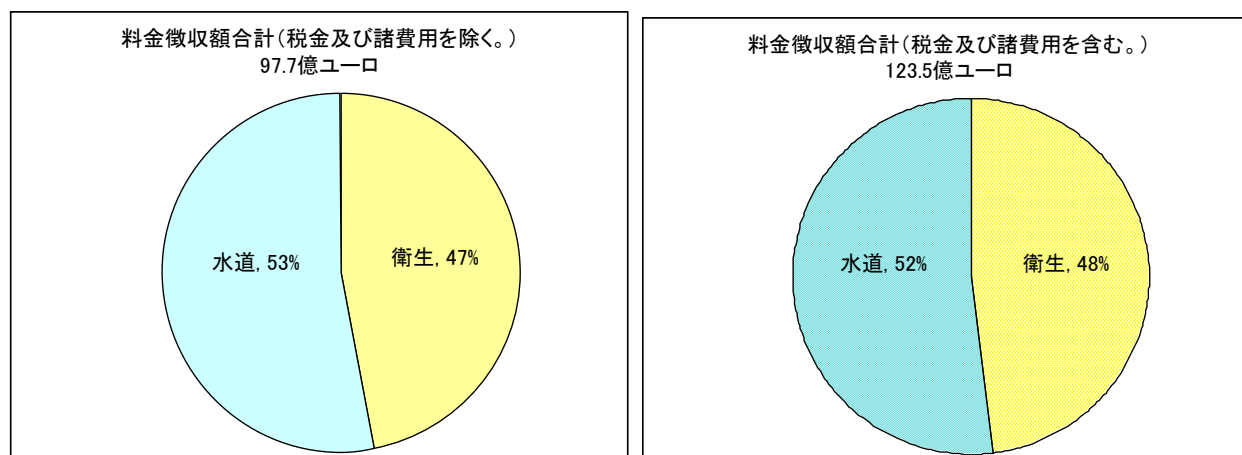 料金徴収額合計（税金及び諸費用を除く。）
97.7億ユーロ
水道, 53%
衛生, 47%
料金徴収額合計（税金及び諸費用を含む。）
123.5億ユーロ
水道, 52%
衛生, 48%